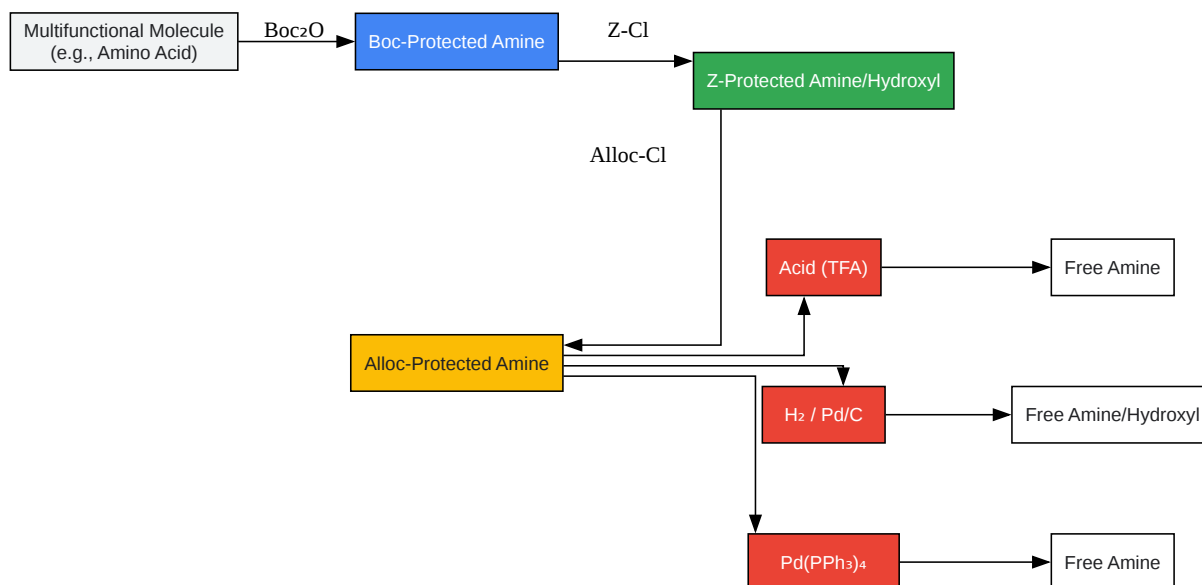 Multifunctional Molecule
(e.g., Amino Acid)
Boc₂O
Boc-Protected Amine
Z-Cl
Z-Protected Amine/Hydroxyl
Alloc-Cl
Acid (TFA)
Free Amine
Alloc-Protected Amine
H₂ / Pd/C
Free Amine/Hydroxyl
Pd(PPh₃)₄
Free Amine